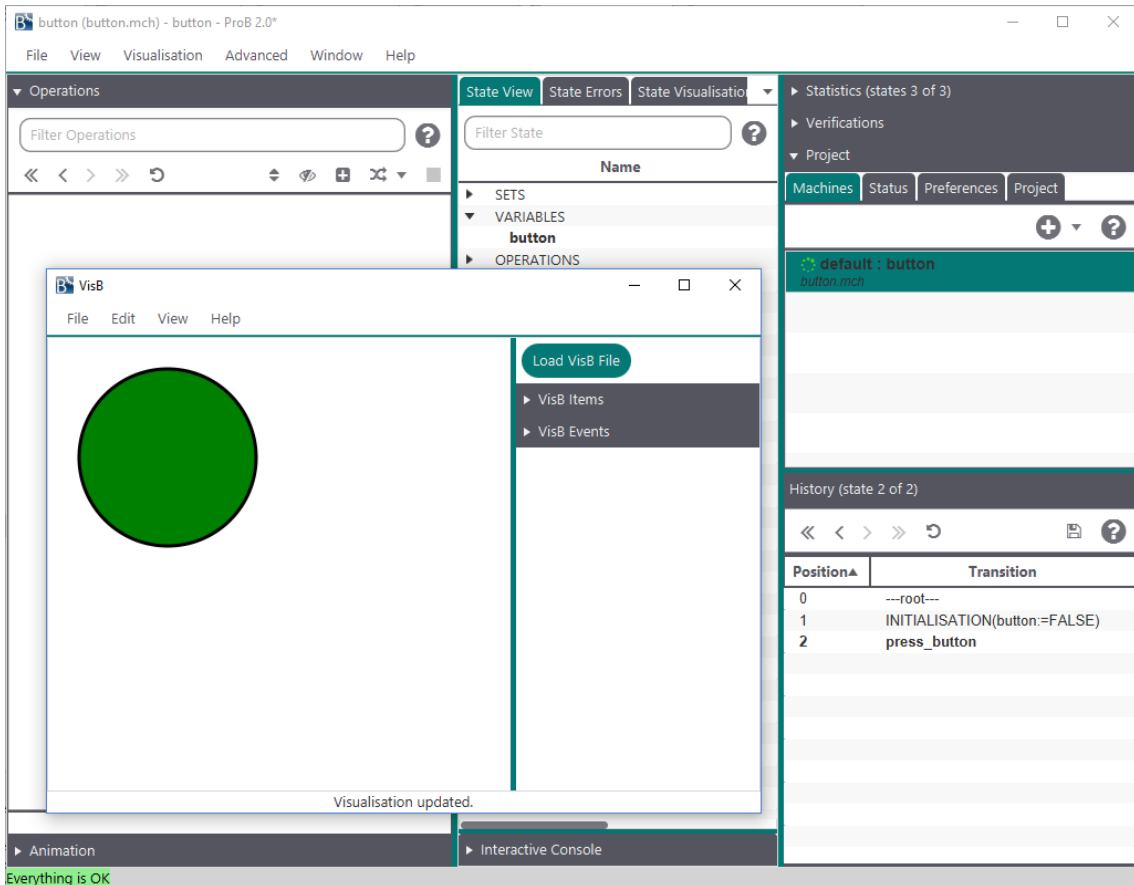 button (button.mch) - button - ProB 2.0*
File View Visualisation Advanced Window Help
Operations
Filter Operations
State View State Errors State Visualisatio
Filter State
Name
SETS
VARIABLES
button
OPERATIONS
Statistics (states 3 of 3)
Verifications
Project
Machines Status Preferences Project
default : button
button.mch
VisB
File Edit View Help
Load VisB File
VisB Items
VisB Events
Visualisation updated.
History (state 2 of 2)
Position Transition
0 ---root---
1 INITIALISATION(button:=FALSE)
2 press_button
Animation
Interactive Console
Everything is OK